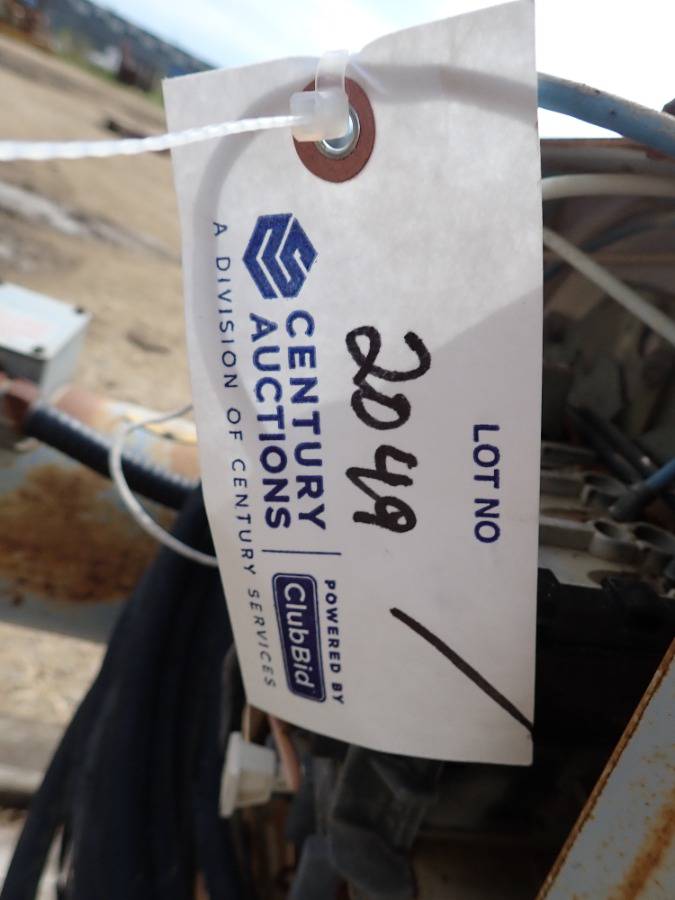 LOT NO
2049 /
CENTURY
AUCTIONS
POWERED BY
ClubBid
A DIVISION OF CENTURY SERVICES